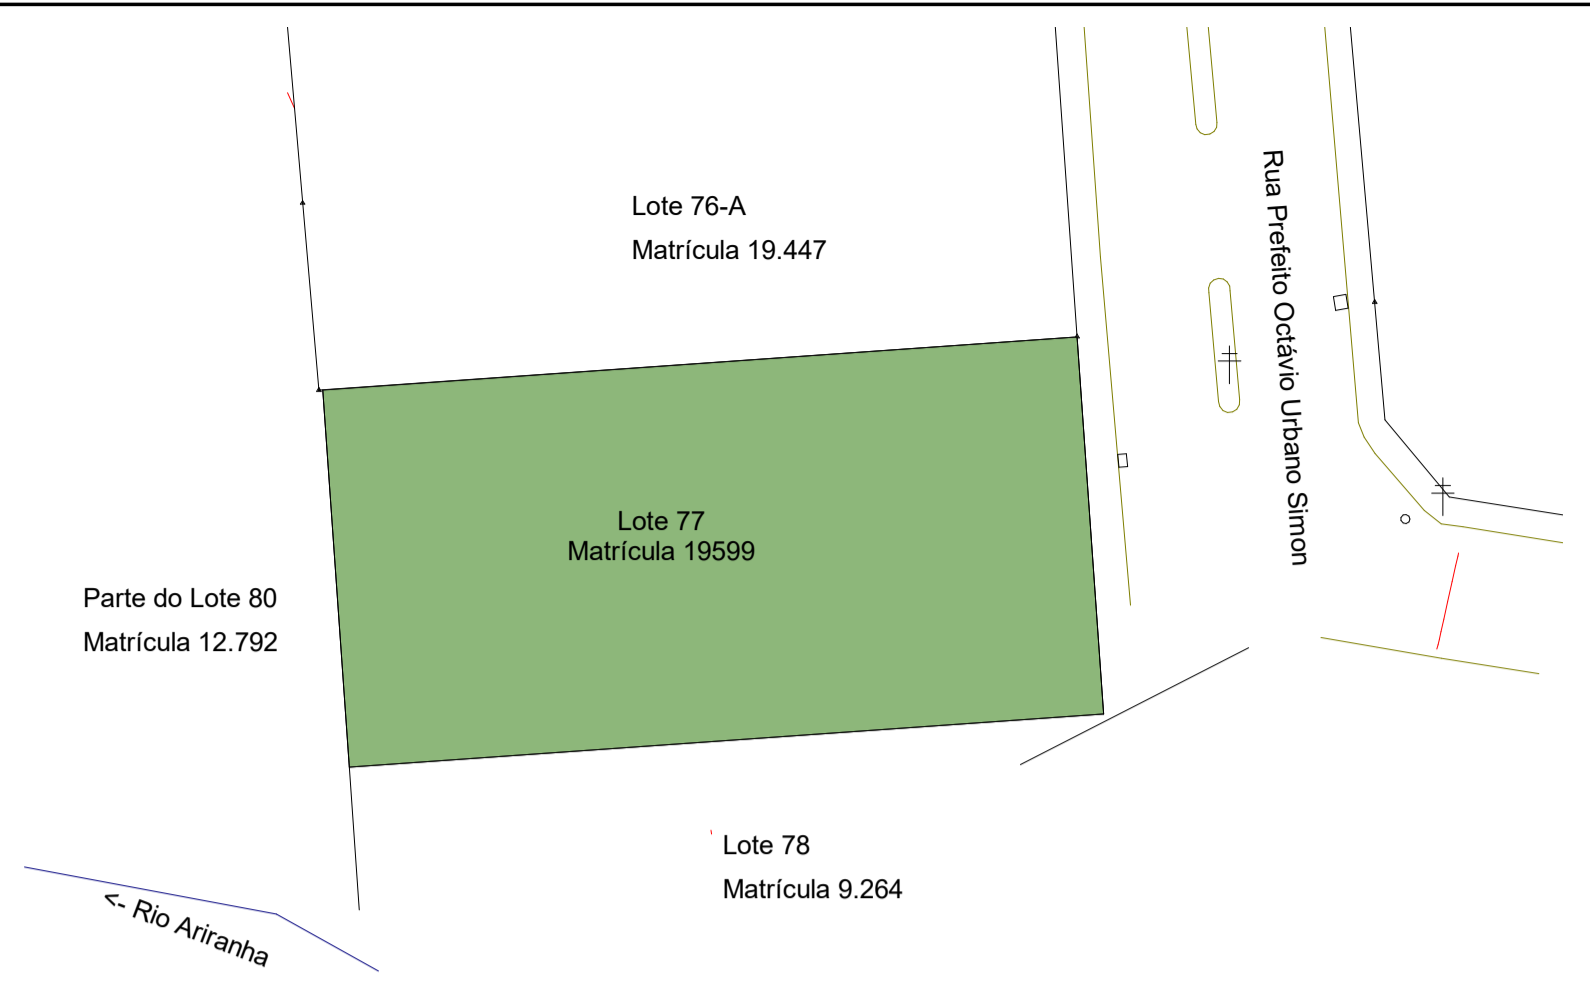 Lote 76-A
Matrícula 19.447
Rua Prefeito Octávio Urbano Simon
Lote 77
Matrícula 19599
Parte do Lote 80
Matrícula 12.792
Lote 78
Matrícula 9.264
<- Rio Ariranha